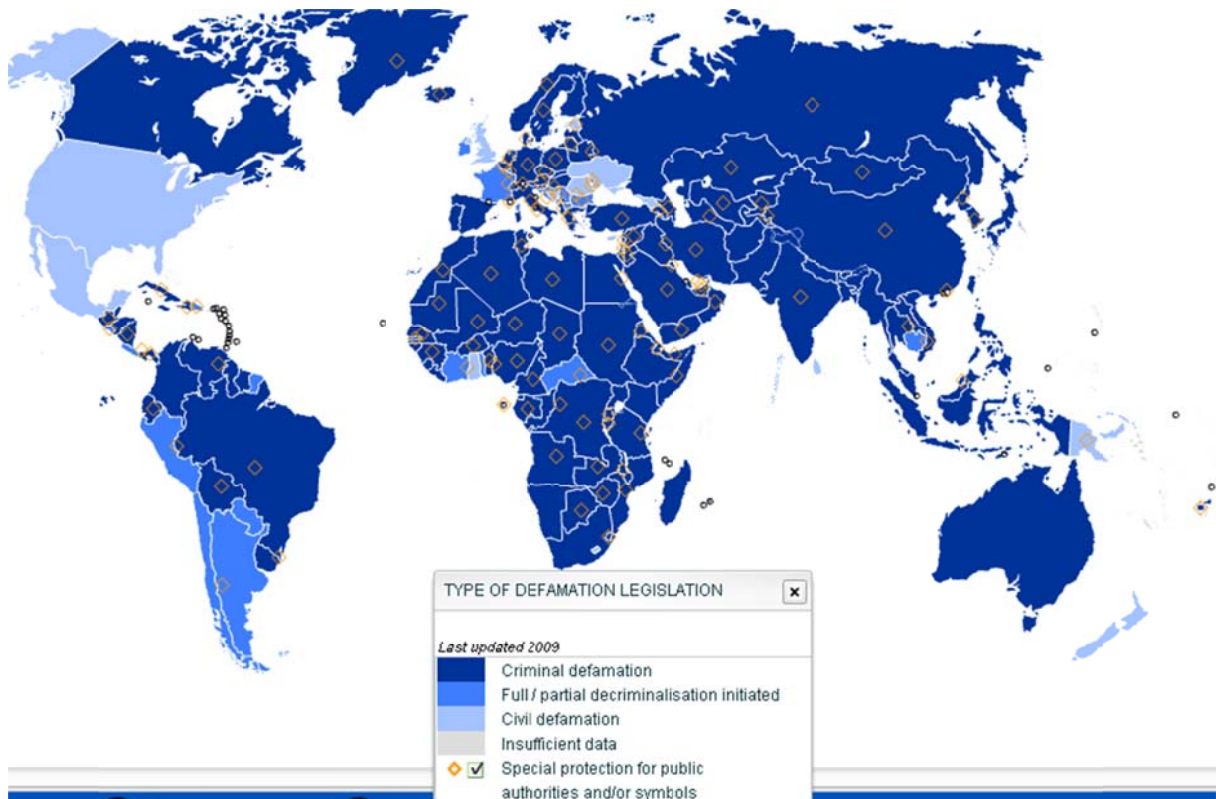 TYPE OF DEFAMATION LEGISLATION
Last updated 2009
Criminal defamation
Full / partial decriminalisation initiated
Civil defamation
Insufficient data
Special protection for public
authorities and/or symbols